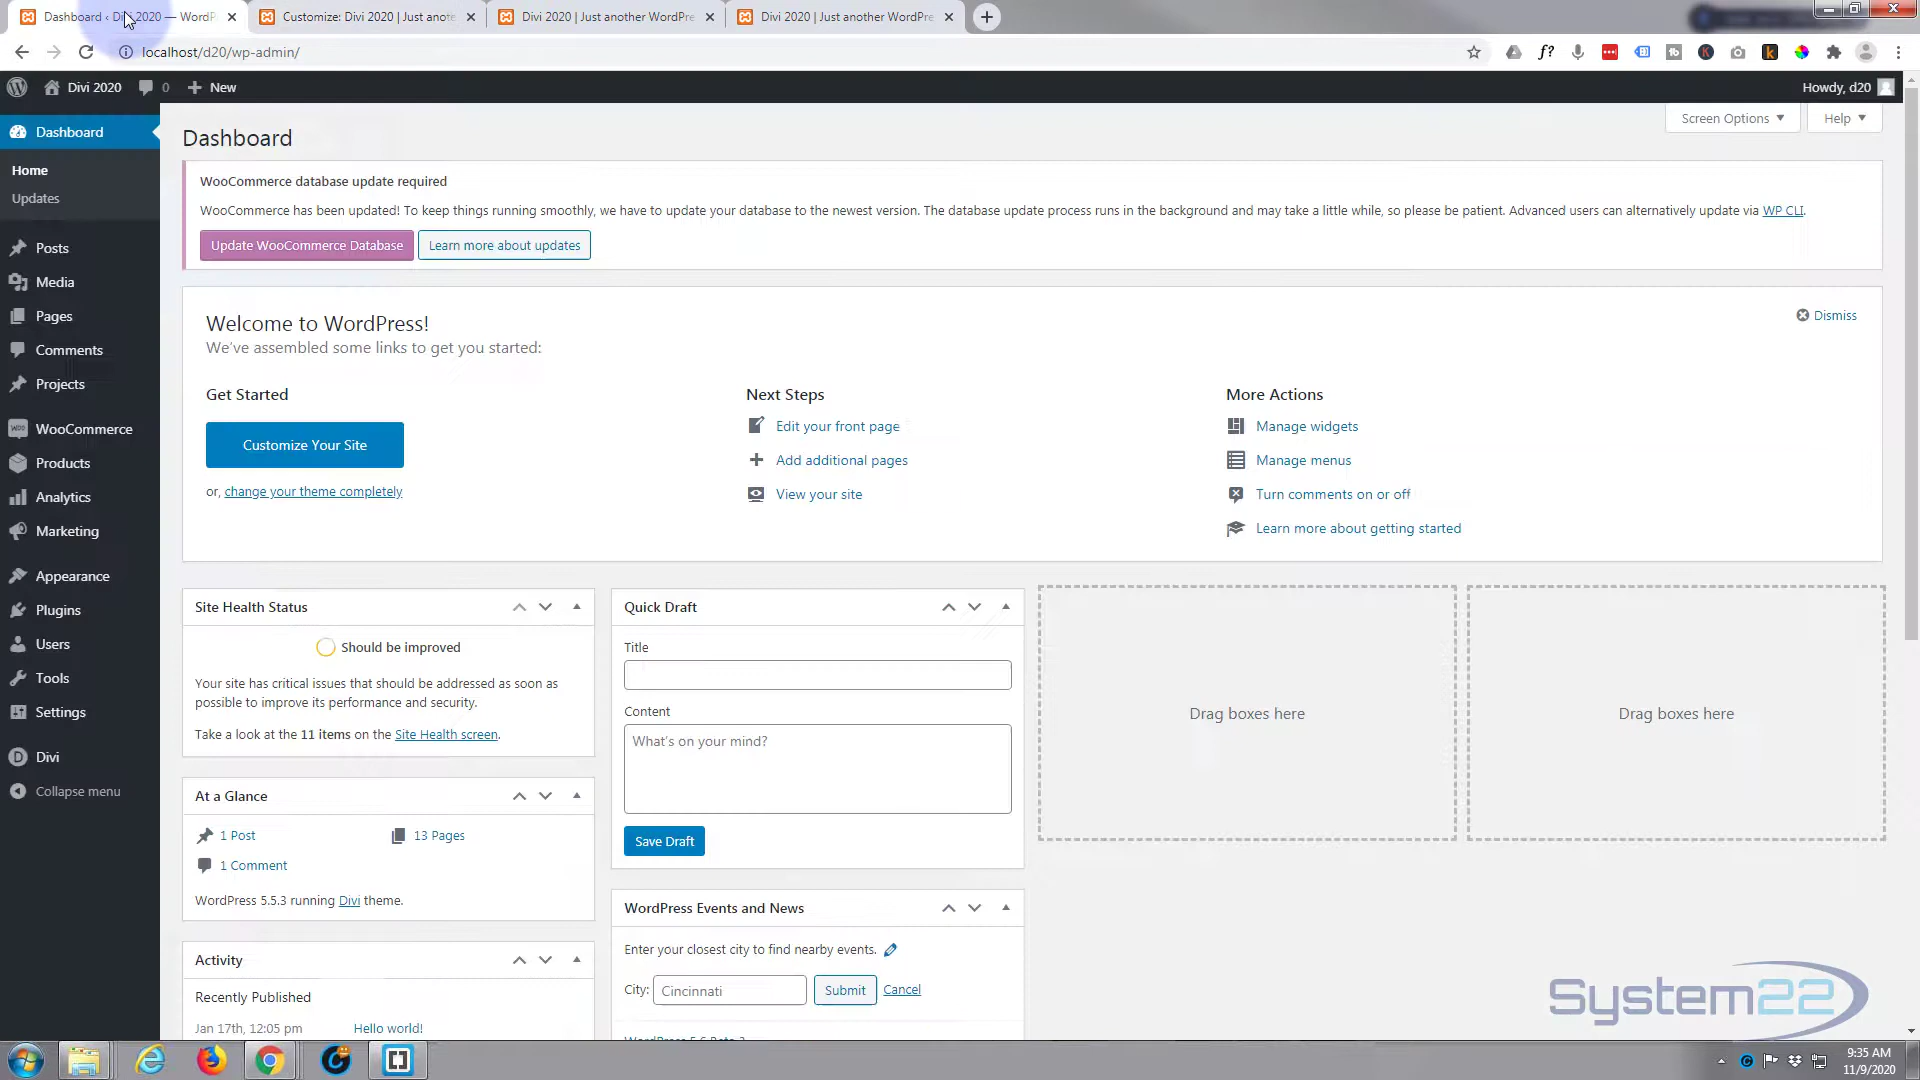 Dashboard ‹ Divi 2020 — WordP
Customize: Divi 2020 | Just anot
Divi 2020 | Just another WordPre
Divi 2020 | Just another WordPre
localhost/d20/wp-admin/
Divi 2020
0
New
Howdy, d20
Dashboard
Home
Updates
Posts
Media
Pages
Comments
Projects
WooCommerce
Products
Analytics
Marketing
Appearance
Plugins
Users
Tools
Settings
Divi
Collapse menu
Dashboard
Screen Options
Help
WooCommerce database update required
WooCommerce has been updated! To keep things running smoothly, we have to update your database to the newest version. The database update process runs in the background and may take a little while, so please be patient. Advanced users can alternatively update via WP CLI.
Update WooCommerce Database
Learn more about updates
Welcome to WordPress!
We've assembled some links to get you started:
Dismiss
Get Started
Customize Your Site
or, change your theme completely
Next Steps
Edit your front page
Add additional pages
View your site
More Actions
Manage widgets
Manage menus
Turn comments on or off
Learn more about getting started
Site Health Status
Should be improved
Your site has critical issues that should be addressed as soon as
possible to improve its performance and security.
Take a look at the 11 items on the Site Health screen.
At a Glance
1 Post
13 Pages
1 Comment
WordPress 5.5.3 running Divi theme.
Activity
Recently Published
Jan 17th, 12:05 pm
Hello world!
Quick Draft
Title
Content
What's on your mind?
Save Draft
WordPress Events and News
Enter your closest city to find nearby events.
City:
Cincinnati
Submit
Cancel
Drag boxes here
Drag boxes here
System22
9:35 AM
11/9/2020